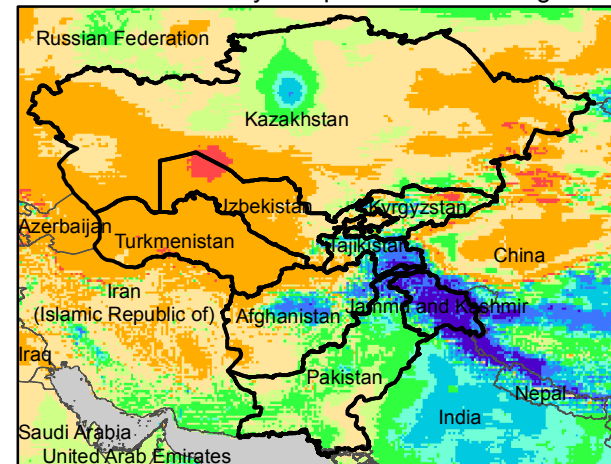 Russian Federation
Kazakhstan
Uzbekistan
Kyrgyzstan
Azerbaijan
Turkmenistan
Tajikistan
China
Iran
(Islamic Republic of)
Afghanistan
Jammu and Kashmir
Iraq
Pakistan
Nepal
India
Saudi Arabia
United Arab Emirates